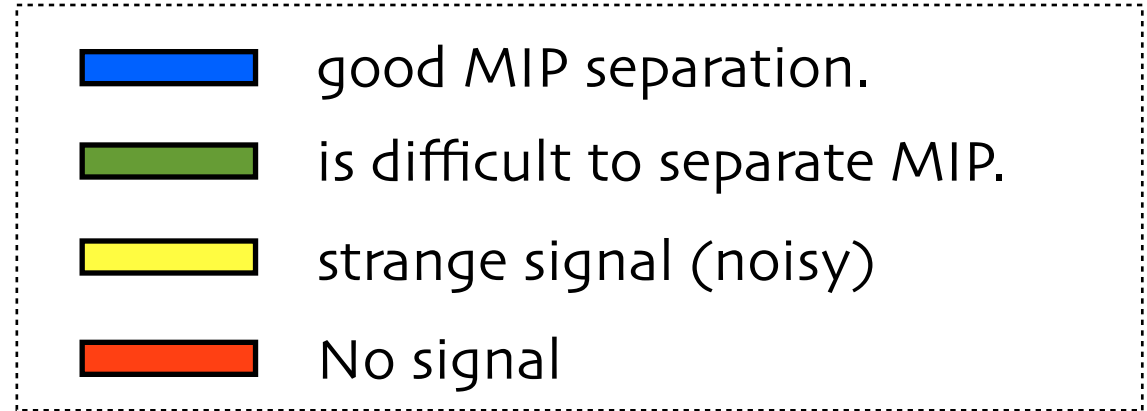 good MIP separation.
is difficult to separate MIP.
strange signal (noisy)
No signal